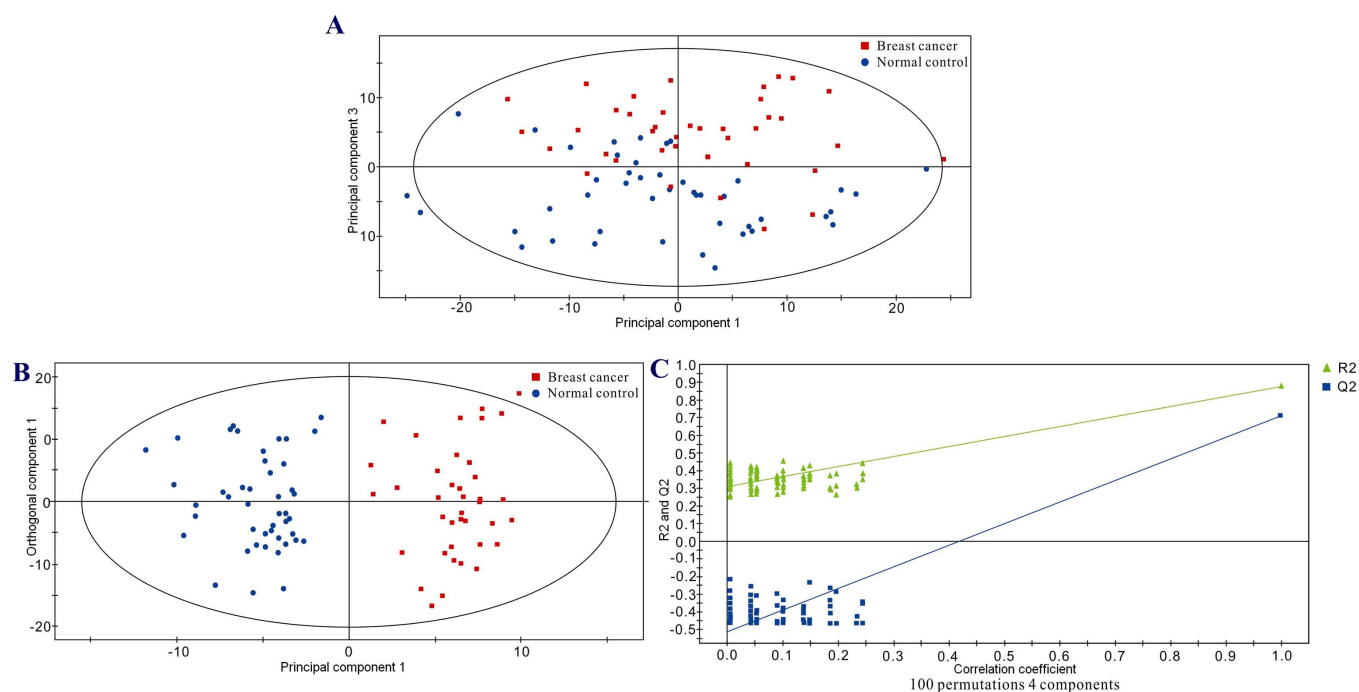 A
Breast cancer
Normal control
Principal component 3
10
0
10
-20
-10
0
10
20
Principal component 1
B
Breast cancer
Normal control
Orthogonal component 1
20
0
0
-10
-20
-10
0
10
Principal component 1
C
R2
Q2
R2 and Q2
1.0
0.9
0.8
0.7
0.6
0.5
0.4
0.3
0.2
0.1
0.0
-0.1
-0.2
-0.3
-0.4
-0.5
0.0
0.1
0.2
0.3
0.4
0.5
0.6
0.7
0.8
0.9
1.0
Correlation coefficient
100 permutations 4 components